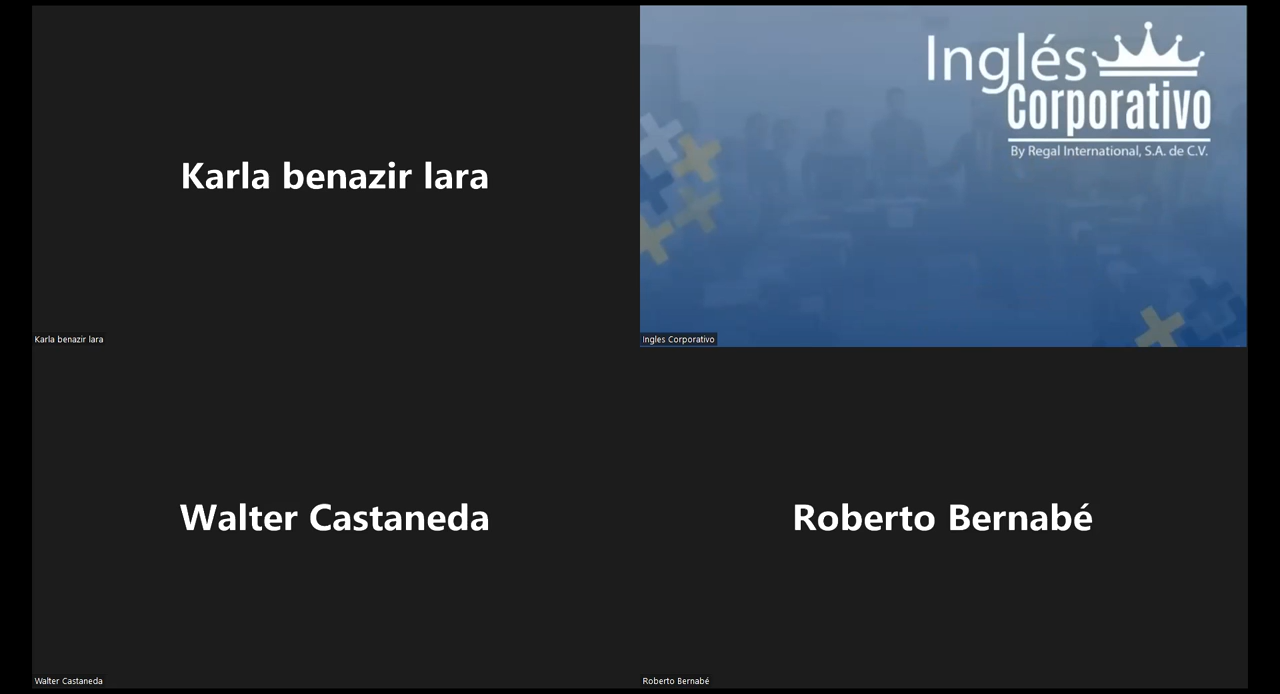 Karla benazir lara
Karla benazir lara
Inglés
Corporativo
By Regal International, S.A. de C.V.
Ingles Corporativo
Walter Castaneda
Walter Castaneda
Roberto Bernabé
Roberto Bernabé